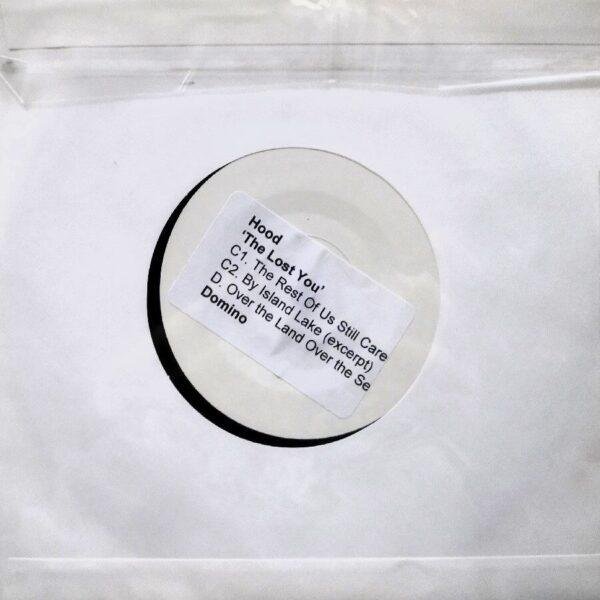 Hood
'The Lost You'
C1. The Rest Of Us Still Care
C2. By Island Lake (excerpt)
D. Over the Land Over the Se
Domino